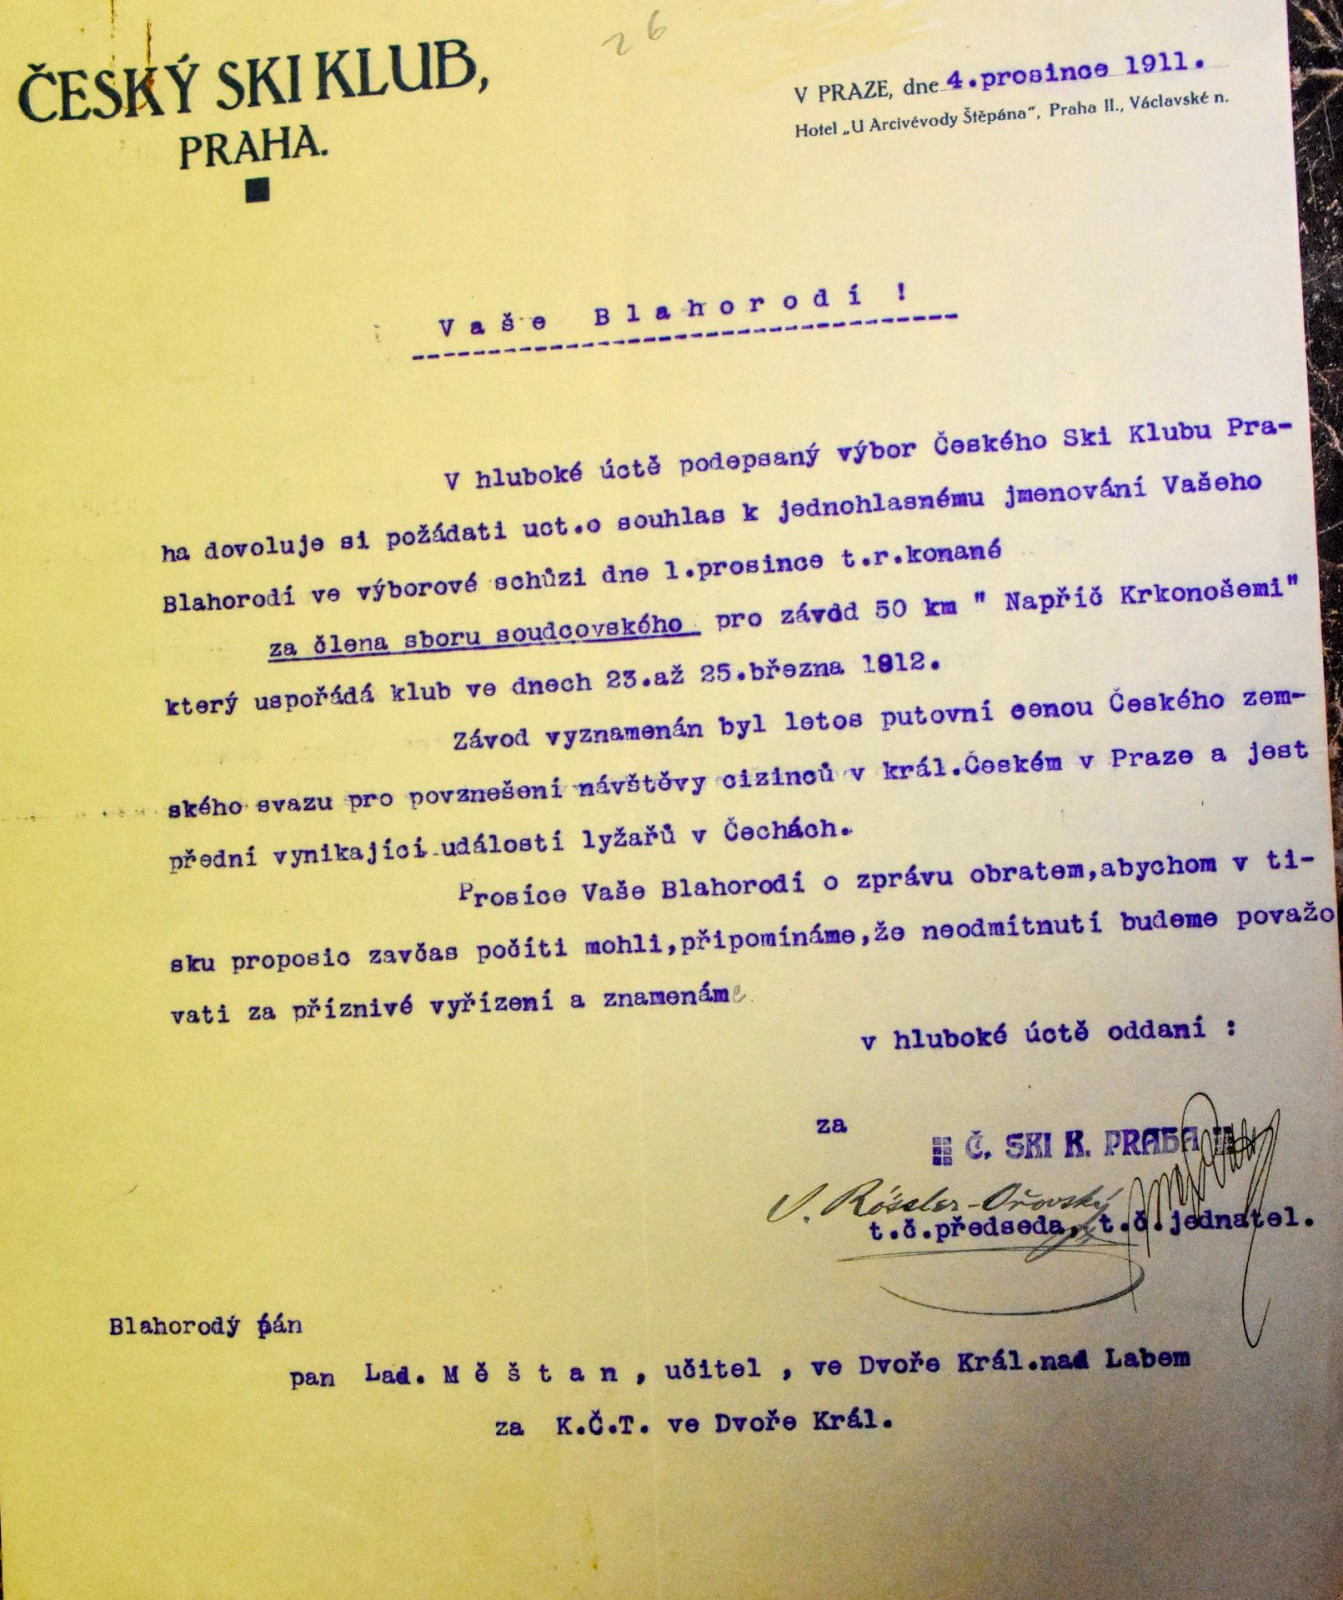 26
ČESKÝ SKI KLUB,
PRAHA.
V PRAZE, dne 4.prosince 1911.
Hotel „U Arcivévody Štěpána“, Praha II., Václavské n.
Vaše Blahorodí !
V hluboké úctě podepsaný výbor Českého Ski Klubu Pra-
ha dovoluje si požádati uct.o souhlas k jednohlasnému jmenování Vašeho
Blahorodí ve výborové schůzi dne 1.prosince t.r.konané
za člena sboru soudcovského pro závod 50 km " Napříč Krkonošemi"
který uspořádá klub ve dnech 23.až 25.března 1912.
Závod vyznamenán byl letos putovní cenou Českého zem-
ského svazu pro povznešení návštěvy cizinců v král.Českém v Praze a jest
přední vynikající událostí lyžařů v Čechách.
Prosíce Vaše Blahorodí o zprávu obratem,abychom v ti-
sku proposic zavčas počíti mohli,připomínáme,že neodmítnutí budeme považo
vati za příznivé vyřízení a znamenáme
v hluboké úctě oddaní :
za
Č. SKI K. PRAHA
J. Rössler-Ořovský
t.č.předseda, t.č.jednatel.
Blahorodý pán
pan Lad. Měštan, učitel , ve Dvoře Král.nad Labem
za K.Č.T. ve Dvoře Král.